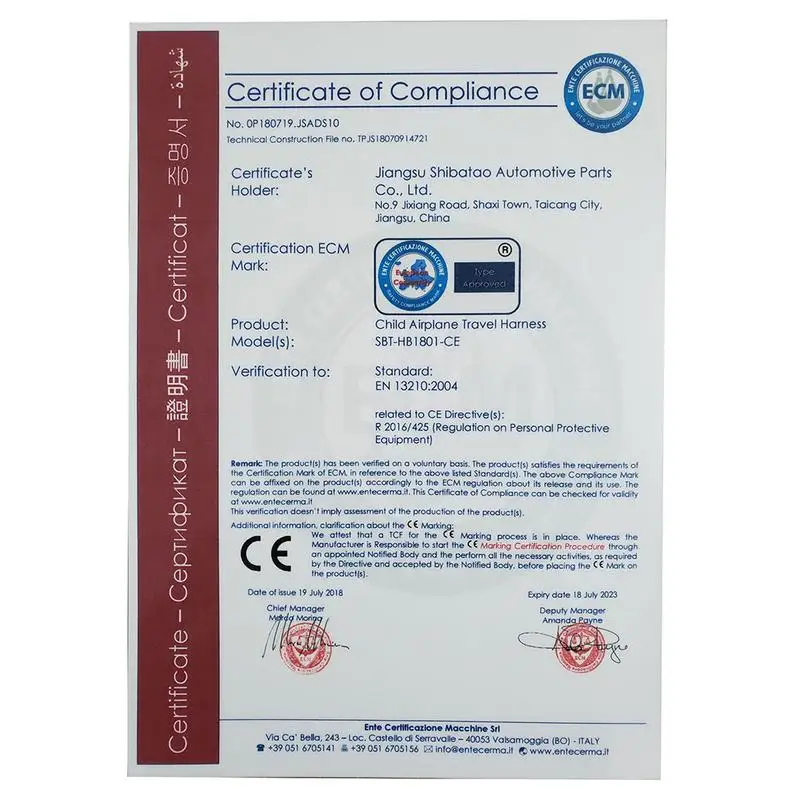 Certificate – Сертификат – 證明書 – Certificat – 증명서 – شهادة
ENTE CERTIFICAZIONE MACCHINE
ECM
let's be your partner
Certificate of Compliance
No. 0P180719.JSADS10
Technical Construction File no. TPJS18070914721
Certificate's
Holder:
Jiangsu Shibatao Automotive Parts
Co., Ltd.
No.9 Jixiang Road, Shaxi Town, Taicang City,
Jiangsu, China
Certification ECM
Mark:
ENTE CERTIFICAZIONE MACCHINE
European
SAFETY COMPLIANCE MARK
®
Type
Approved
Product:
Child Airplane Travel Harness
Model(s):
SBT-HB1801-CE
Verification to:
Standard:
EN 13210:2004
related to CE Directive(s):
R 2016/425 (Regulation on Personal Protective
Equipment)
Remark: The product(s) has been verified on a voluntary basis. The product(s) satisfies the requirements of
the Certification Mark of ECM, in reference to the above listed Standard(s). The above Compliance Mark
can be affixed on the product(s) accordingly to the ECM regulation about its release and its use. The
regulation can be found at www.entecerma.it. This Certificate of Compliance can be checked for validity
at www.entecerma.it
This verification doesn't imply assessment of the production of the product(s).
Additional information, clarification about the CE Marking:
CE
We attest that a TCF for the CE Marking process is in place. Whereas the
Manufacturer is Responsible to start the CE Marking Certification Procedure through
an appointed Notified Body and the perform all the necessary activities, as required
by the Directive and accepted by the Notified Body, before placing the CE Mark on
the product(s).
Date of issue 19 July 2018
Expiry date 18 July 2023
Chief Manager
Deputy Manager
Amanda Payne
ECM
ECM
Ente Certificazione Macchine Srl
Via Ca' Bella, 243 – Loc. Castello di Serravalle – 40053 Valsamoggia (BO) - ITALY
+39 051 6705141 +39 051 6705156 info@entecerma.it www.entecerma.it